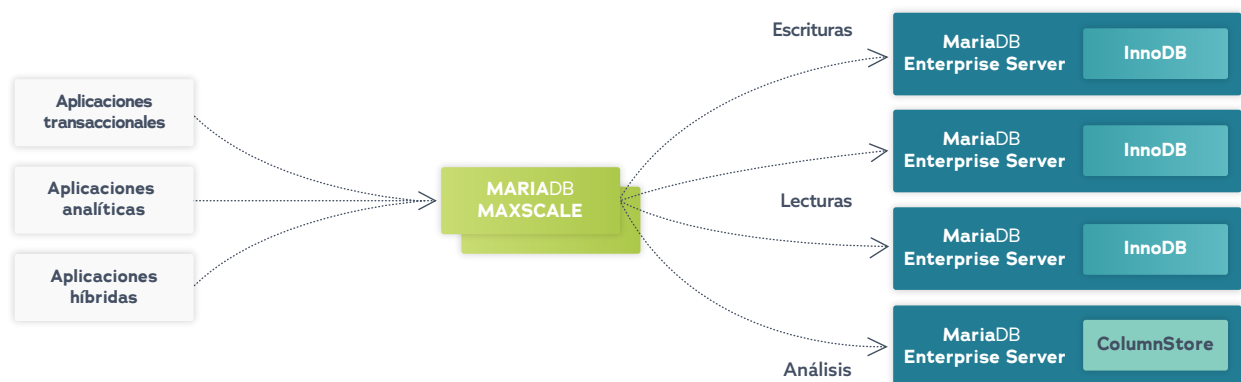 Aplicaciones
transaccionales
Aplicaciones
analíticas
Aplicaciones
híbridas
MARIADB
MAXSCALE
Escrituras
Lecturas
Análisis
MariaDB
Enterprise Server
InnoDB
MariaDB
Enterprise Server
InnoDB
MariaDB
Enterprise Server
InnoDB
MariaDB
Enterprise Server
ColumnStore